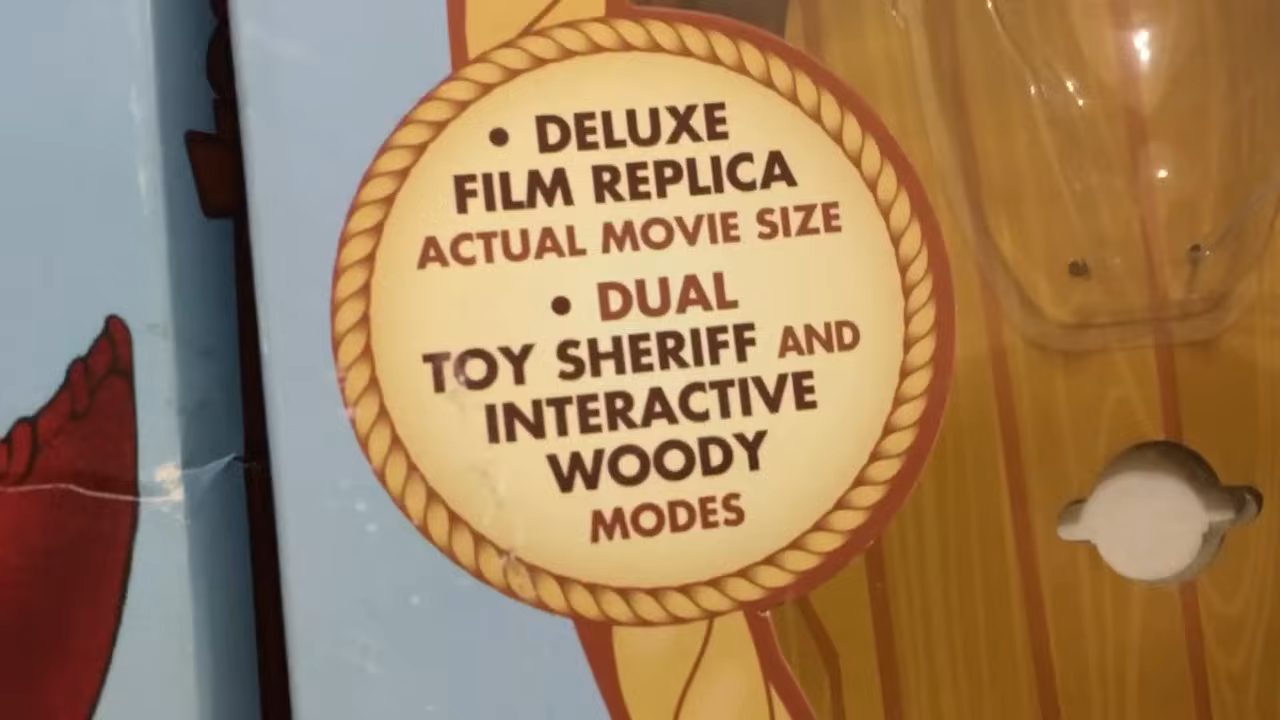 • DELUXE
FILM REPLICA
ACTUAL MOVIE SIZE
• DUAL
TOY SHERIFF AND
INTERACTIVE
WOODY
MODES